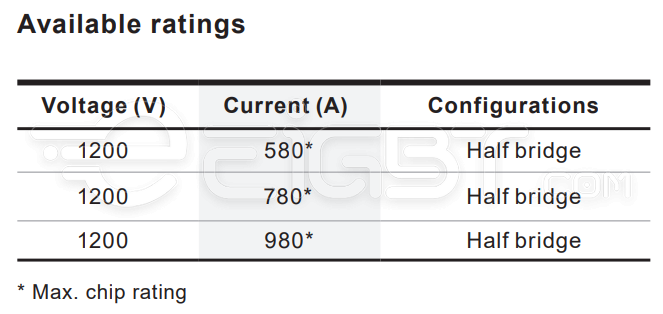 Available ratings
Voltage (V) Current (A) Configurations
1200 580* Half bridge
1200 780* Half bridge
1200 980* Half bridge
* Max. chip rating
eIGBT.COM